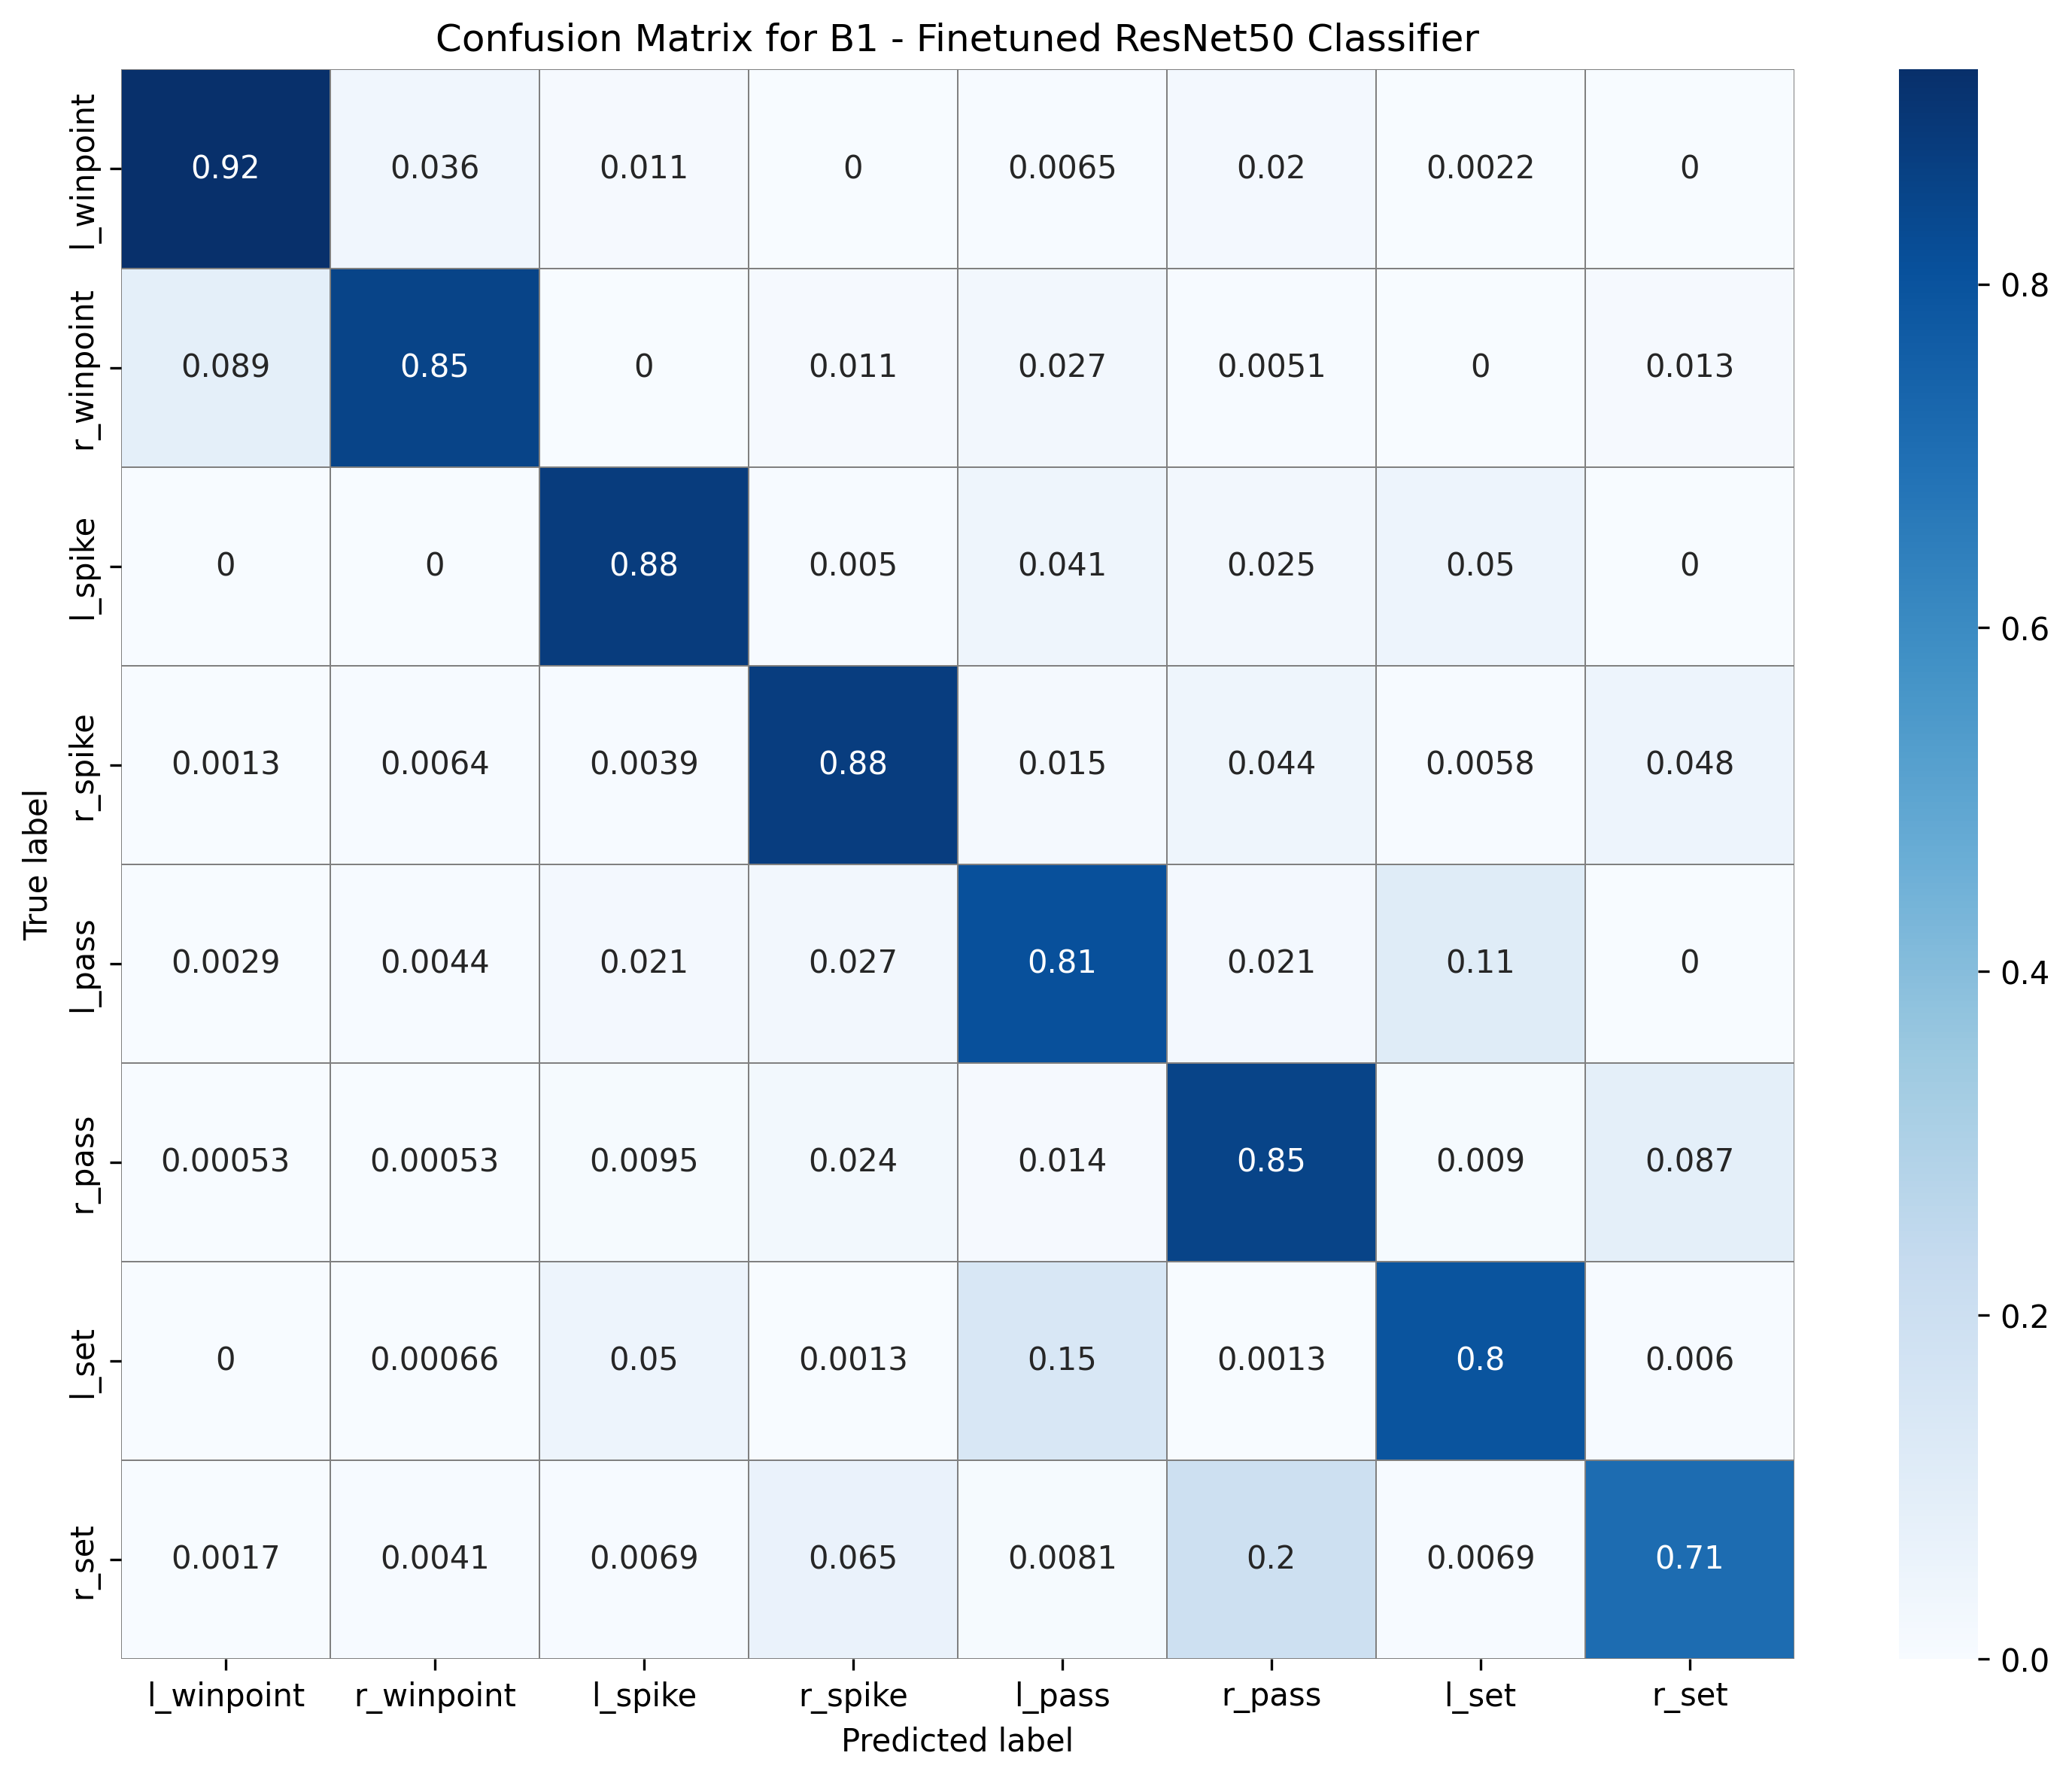 Confusion Matrix for B1 - Finetuned ResNet50 Classifier
True label
l_winpoint 0.92 0.036 0.011 0 0.0065 0.02 0.0022 0
r_winpoint 0.089 0.85 0 0.011 0.027 0.0051 0 0.013
l_spike 0 0 0.88 0.005 0.041 0.025 0.05 0
r_spike 0.0013 0.0064 0.0039 0.88 0.015 0.044 0.0058 0.048
l_pass 0.0029 0.0044 0.021 0.027 0.81 0.021 0.11 0
r_pass 0.00053 0.00053 0.0095 0.024 0.014 0.85 0.009 0.087
l_set 0 0.00066 0.05 0.0013 0.15 0.0013 0.8 0.006
r_set 0.0017 0.0041 0.0069 0.065 0.0081 0.2 0.0069 0.71
l_winpoint r_winpoint l_spike r_spike l_pass r_pass l_set r_set
Predicted label
0.8
0.6
0.4
0.2
0.0